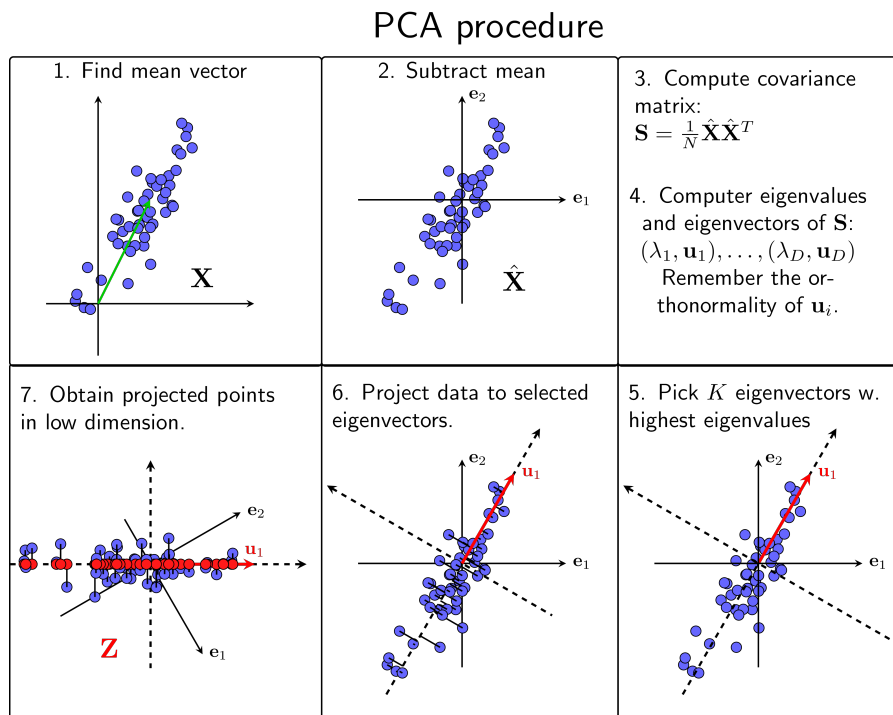 PCA procedure
1. Find mean vector
X
2. Subtract mean
e₂
e₁
X̂
3. Compute covariance
matrix:
S = 1/N X̂X̂ᵀ
4. Computer eigenvalues
and eigenvectors of S:
(λ₁, u₁), . . . , (λ_D, u_D)
Remember the or-
thonormality of uᵢ.
7. Obtain projected points
in low dimension.
e₂
u₁
e₁
Z
6. Project data to selected
eigenvectors.
e₂
u₁
e₁
5. Pick K eigenvectors w.
highest eigenvalues
e₂
u₁
e₁